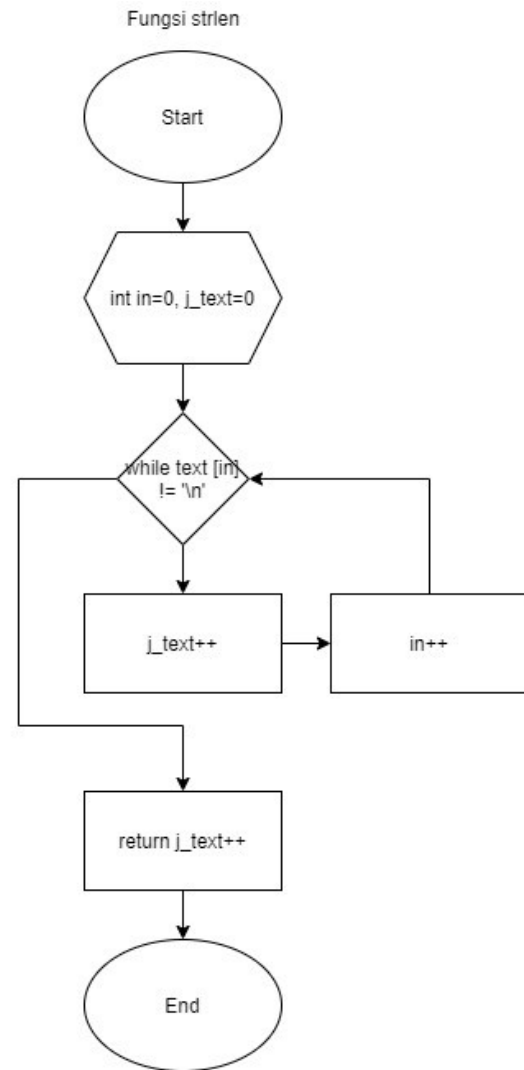 Fungsi strlen
Start
int in=0, j_text=0
while text [in]
!= '\n'
j_text++
in++
return j_text++
End